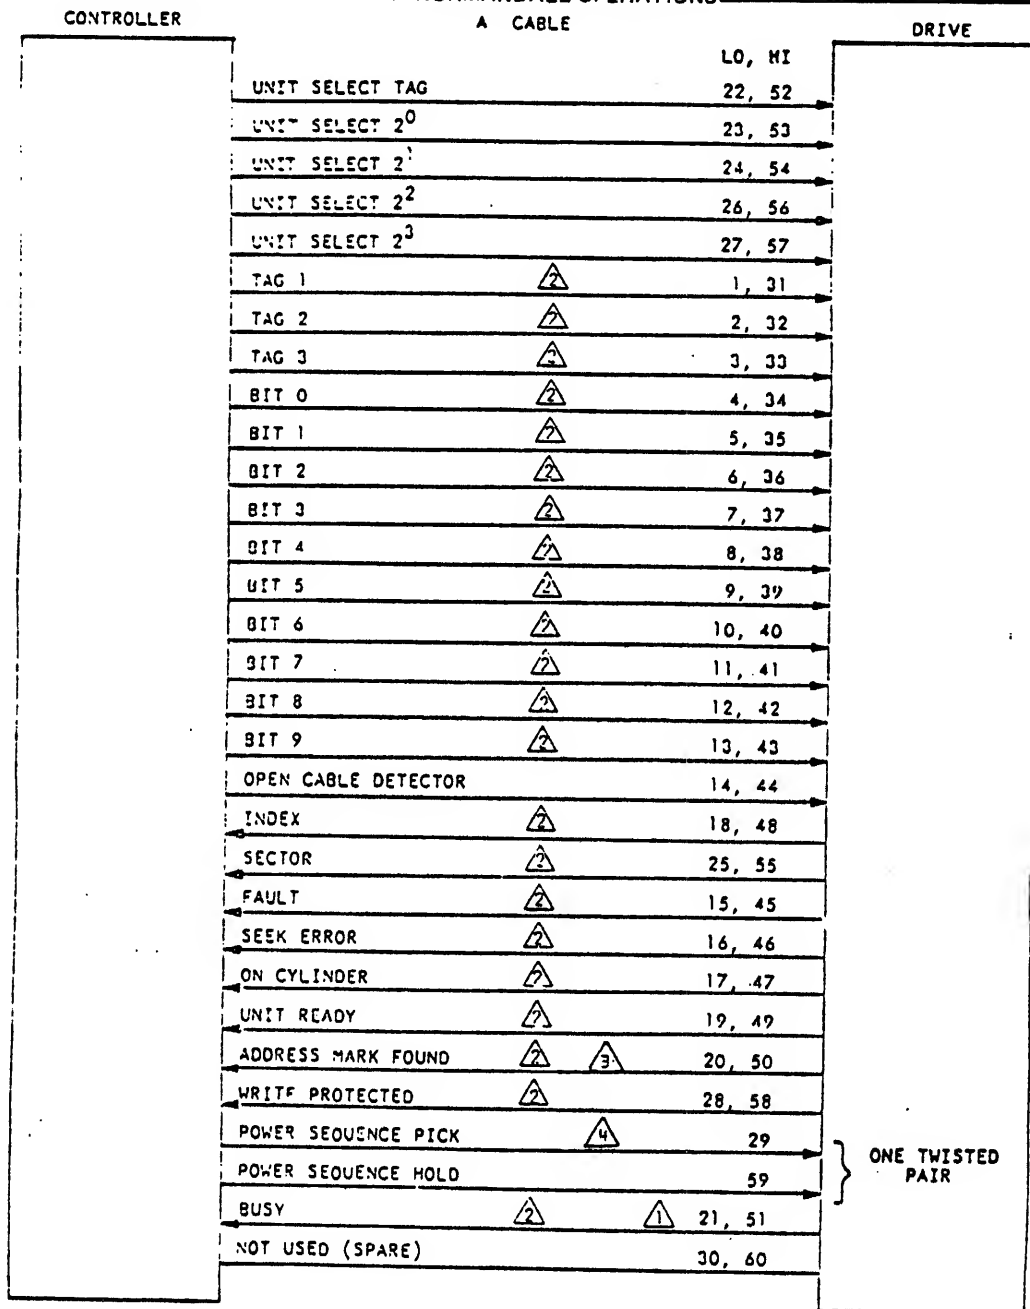 OPERATIONS
CONTROLLER
A CABLE
DRIVE
LO, HI
UNIT SELECT TAG 22, 52
UNIT SELECT 2⁰ 23, 53
UNIT SELECT 2¹ 24, 54
UNIT SELECT 2² 26, 56
UNIT SELECT 2³ 27, 57
TAG 1 2 1, 31
TAG 2 2 2, 32
TAG 3 2 3, 33
BIT 0 2 4, 34
BIT 1 2 5, 35
BIT 2 2 6, 36
BIT 3 2 7, 37
BIT 4 2 8, 38
BIT 5 2 9, 39
BIT 6 2 10, 40
BIT 7 2 11, 41
BIT 8 2 12, 42
BIT 9 2 13, 43
OPEN CABLE DETECTOR 14, 44
INDEX 2 18, 48
SECTOR 2 25, 55
FAULT 2 15, 45
SEEK ERROR 2 16, 46
ON CYLINDER 2 17, 47
UNIT READY 2 19, 49
ADDRESS MARK FOUND 2 3 20, 50
WRITE PROTECTED 2 28, 58
POWER SEQUENCE PICK 4 29
ONE TWISTED
PAIR
POWER SEQUENCE HOLD 59
BUSY 2 1 21, 51
NOT USED (SPARE) 30, 60